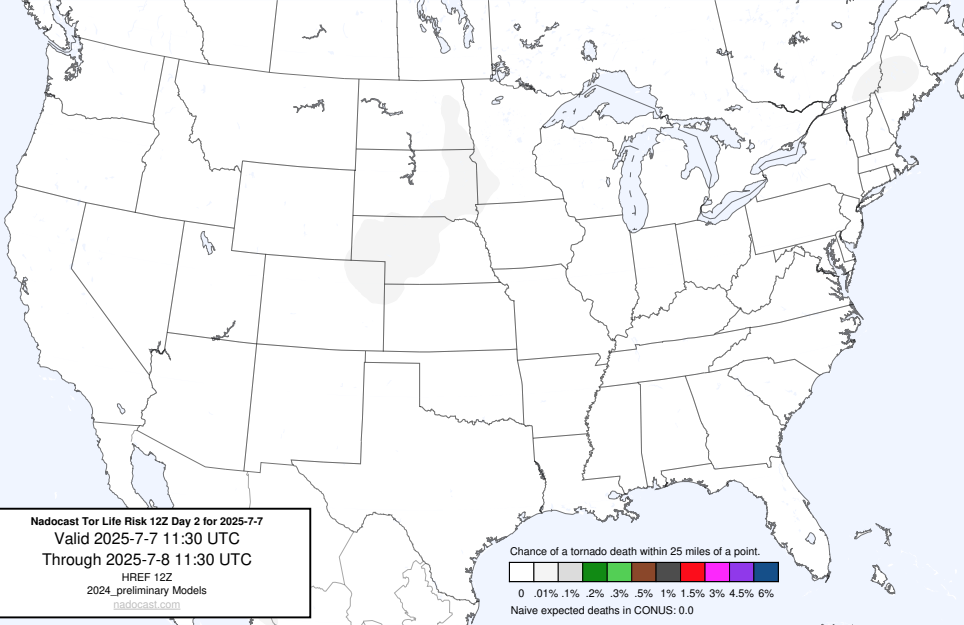 Nadocast Tor Life Risk 12Z Day 2 for 2025-7-7
Valid 2025-7-7 11:30 UTC
Through 2025-7-8 11:30 UTC
HREF 12Z
2024_preliminary Models
nadocast.com
Chance of a tornado death within 25 miles of a point.
0 .01% .1% .2% .3% .5% 1% 1.5% 3% 4.5% 6%
Naive expected deaths in CONUS: 0.0